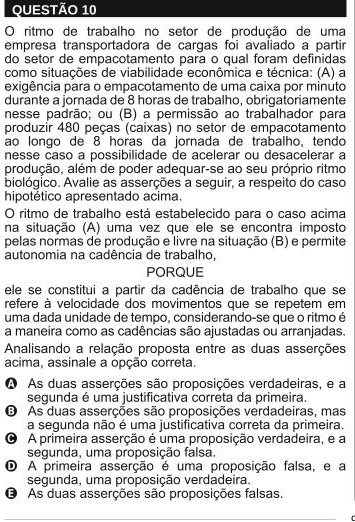 QUESTÃO 10
O ritmo de trabalho no setor de produção de uma
empresa transportadora de cargas foi avaliado a partir
do setor de empacotamento para o qual foram definidas
como situações de viabilidade econômica e técnica: (A) a
exigência para o empacotamento de uma caixa por minuto
durante a jornada de 8 horas de trabalho, obrigatoriamente
nesse padrão; ou (B) a permissão ao trabalhador para
produzir 480 peças (caixas) no setor de empacotamento
ao longo de 8 horas da jornada de trabalho, tendo
nesse caso a possibilidade de acelerar ou desacelerar a
produção, além de poder adequar-se ao seu próprio ritmo
biológico. Avalie as asserções a seguir, a respeito do caso
hipotético apresentado acima.
O ritmo de trabalho está estabelecido para o caso acima
na situação (A) uma vez que ele se encontra imposto
pelas normas de produção e livre na situação (B) e permite
autonomia na cadência de trabalho,
PORQUE
ele se constitui a partir da cadência de trabalho que se
refere à velocidade dos movimentos que se repetem em
uma dada unidade de tempo, considerando-se que o ritmo é
a maneira como as cadências são ajustadas ou arranjadas.
Analisando a relação proposta entre as duas asserções
acima, assinale a opção correta.
A As duas asserções são proposições verdadeiras, e a
segunda é uma justificativa correta da primeira.
B As duas asserções são proposições verdadeiras, mas
a segunda não é uma justificativa correta da primeira.
C A primeira asserção é uma proposição verdadeira, e a
segunda, uma proposição falsa.
D A primeira asserção é uma proposição falsa, e a
segunda, uma proposição verdadeira.
E As duas asserções são proposições falsas.